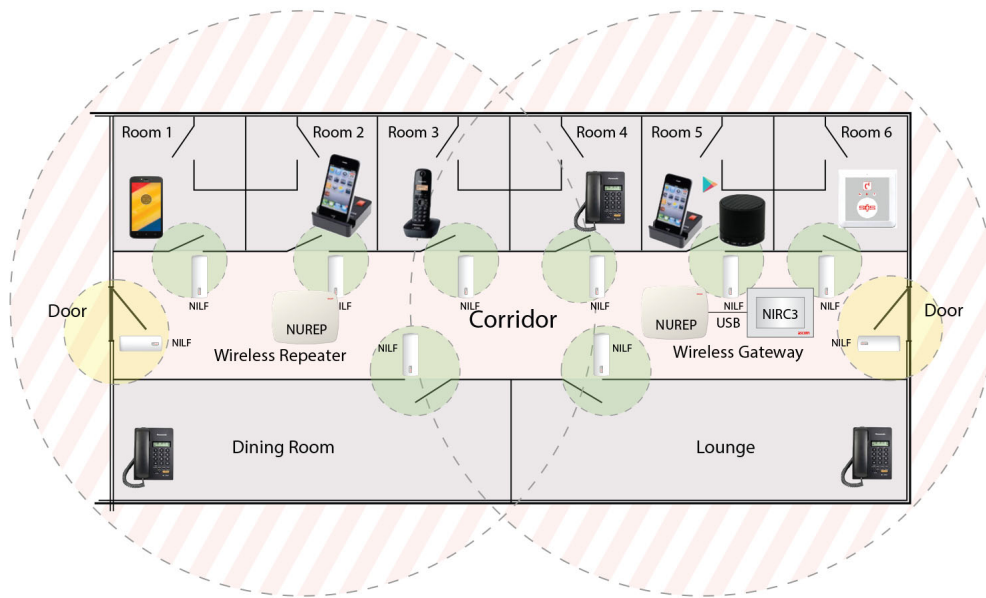 Room 1
Room 2
Room 3
Room 4
Room 5
Room 6
SOS
NILF
NILF
NILF
NILF
NILF
NILF
Door
NUREP
Corridor
NUREP
USB
NIRC3
Door
NILF
Wireless Repeater
NILF
NILF
Wireless Gateway
NILF
Dining Room
Lounge